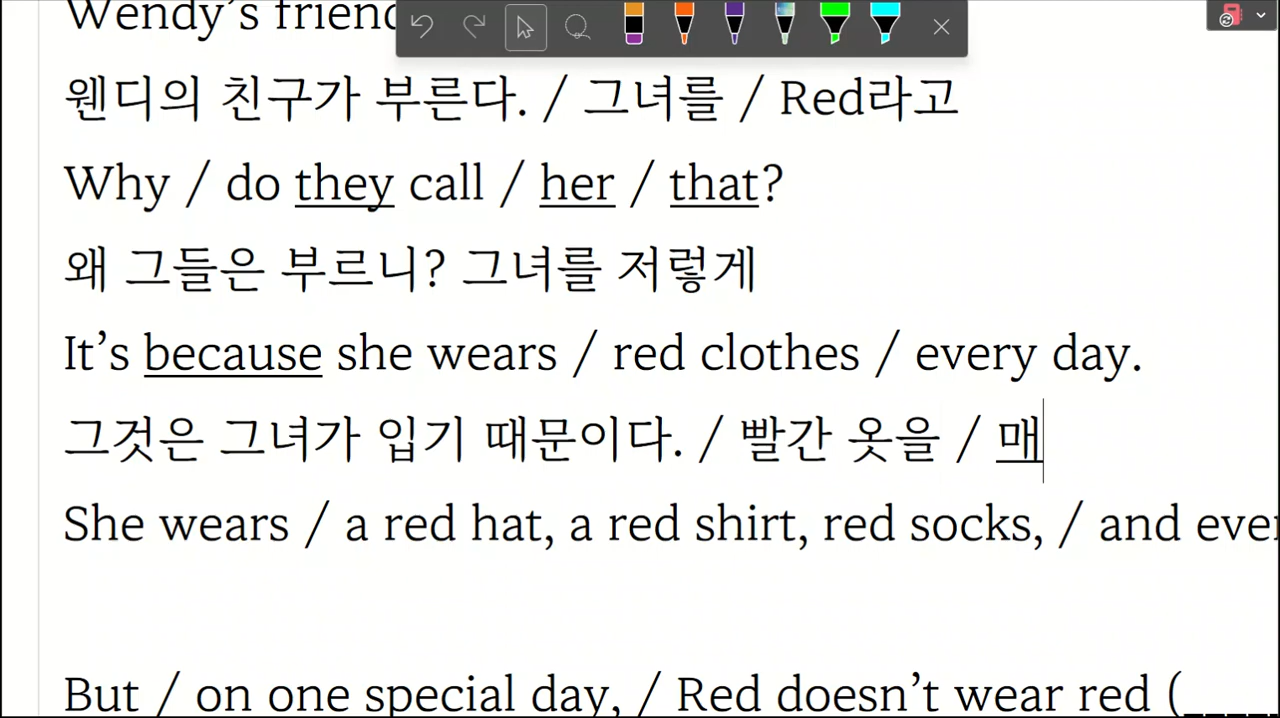 Wendy's friend
웬디의 친구가 부른다. / 그녀를 / Red라고
Why / do they call / her / that?
왜 그들은 부르니? 그녀를 저렇게
It's because she wears / red clothes / every day.
그것은 그녀가 입기 때문이다. / 빨간 옷을 / 매
She wears / a red hat, a red shirt, red socks, / and even
But / on one special day, / Red doesn't wear red (_____